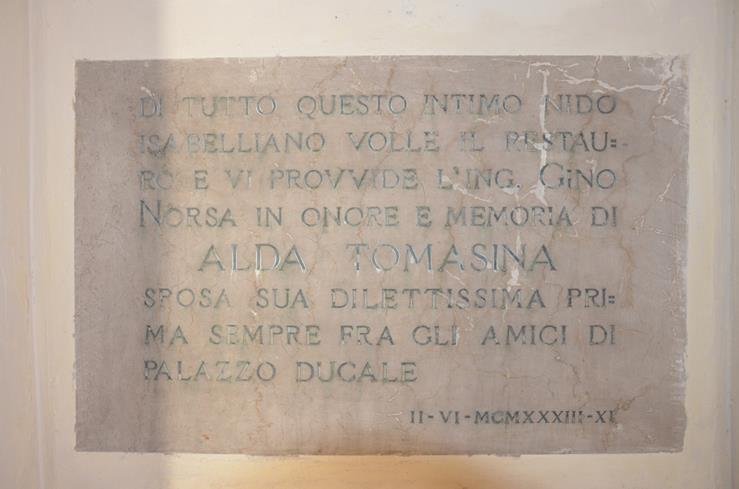 DI TUTTO QUESTO INTIMO NIDO
ISABELLIANO VOLLE IL RESTAU=
RO E VI PROVVIDE L'ING. GINO
NORSA IN ONORE E MEMORIA DI
ALDA TOMASINA
SPOSA SUA DILETTISSIMA PRI=
MA SEMPRE FRA GLI AMICI DI
PALAZZO DUCALE
II-VI-MCMXXXIII-XI